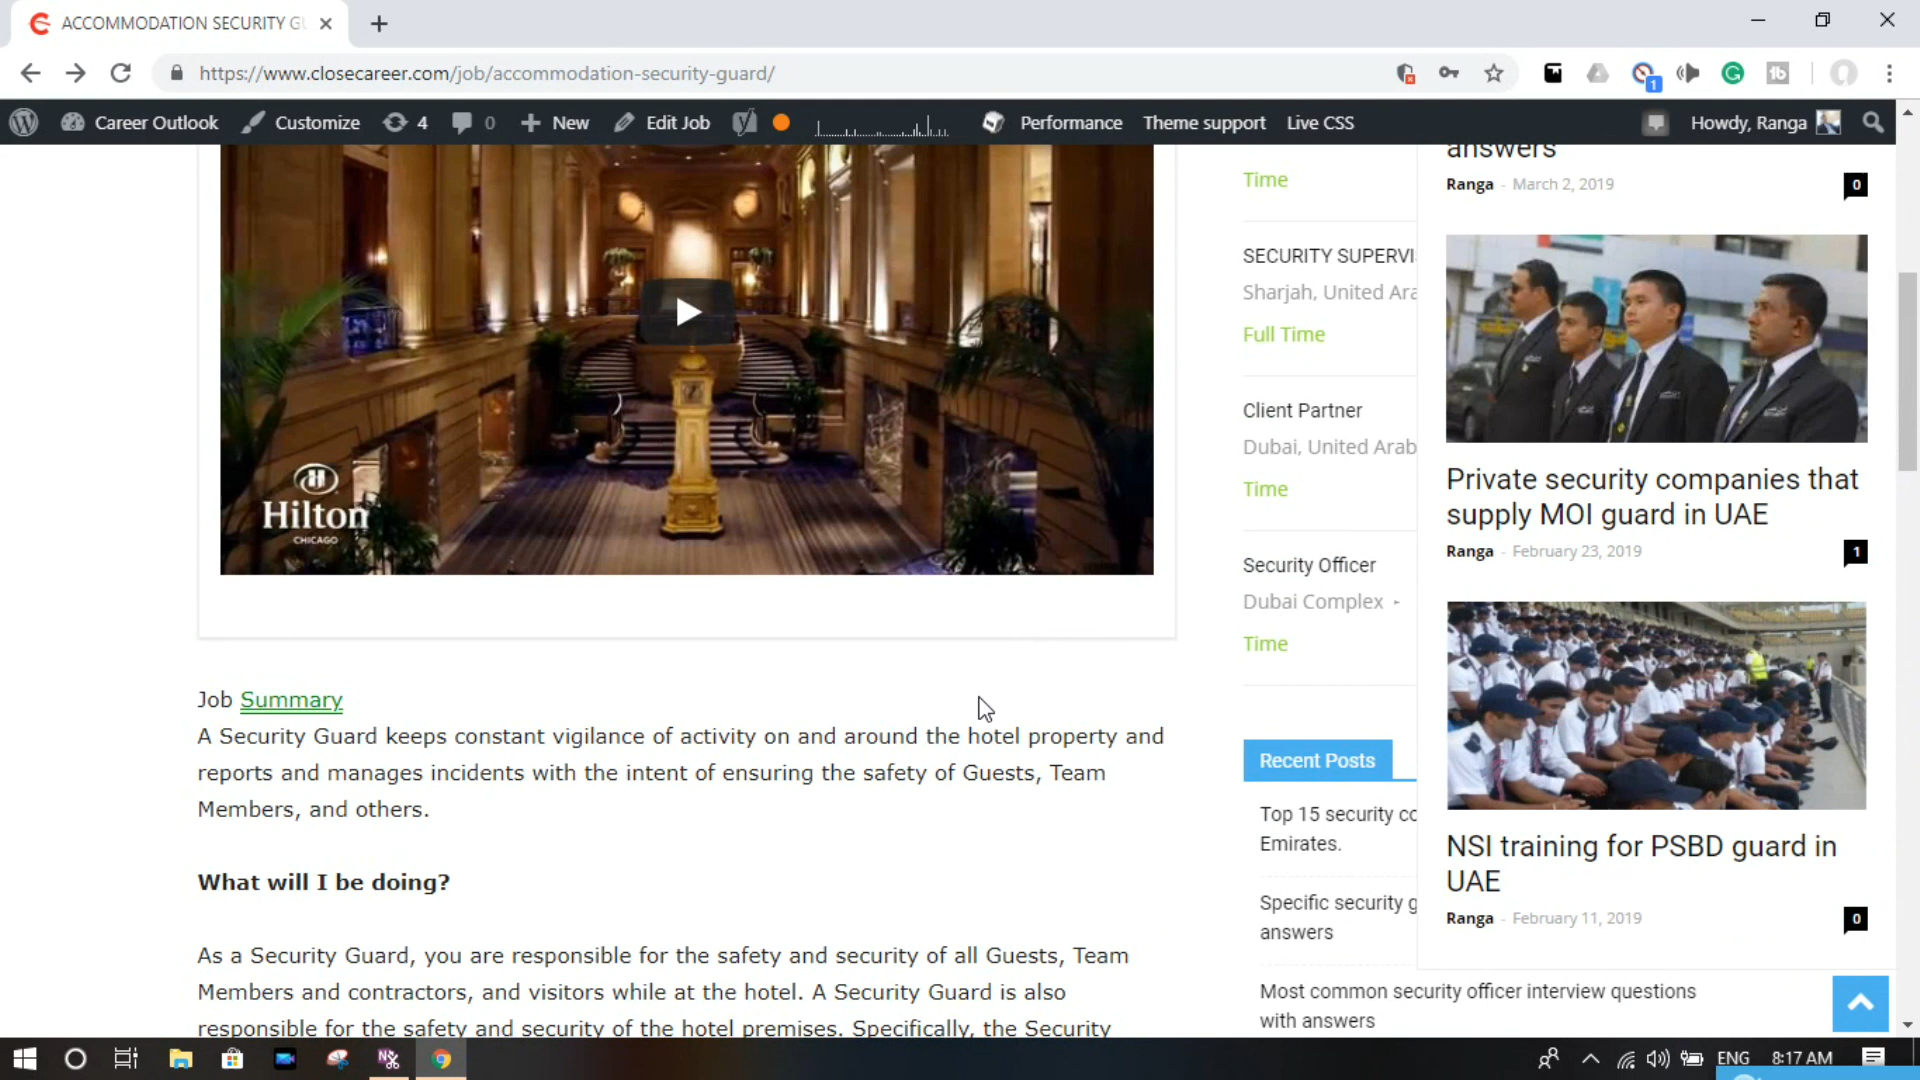 ACCOMMODATION SECURITY G
https://www.closecareer.com/job/accommodation-security-guard/
1
Career Outlook
Customize
4
0
New
Edit Job
Performance
Theme support
Live CSS
Howdy, Ranga
Hilton
CHICAGO
Job Summary
A Security Guard keeps constant vigilance of activity on and around the hotel property and
reports and manages incidents with the intent of ensuring the safety of Guests, Team
Members, and others.
What will I be doing?
As a Security Guard, you are responsible for the safety and security of all Guests, Team
Members and contractors, and visitors while at the hotel. A Security Guard is also
responsible for the safety and security of the hotel premises. Specifically, the Security
Time
SECURITY SUPERVI
Sharjah, United Ara
Full Time
Client Partner
Dubai, United Arab
Time
Security Officer
Dubai Complex -
Time
Recent Posts
Top 15 security co
Emirates.
Specific security g
answers
Most common security officer interview questions
with answers
answers
Ranga - March 2, 2019
0
Private security companies that
supply MOI guard in UAE
Ranga - February 23, 2019
1
NSI training for PSBD guard in
UAE
Ranga - February 11, 2019
0
ENG
8:17 AM